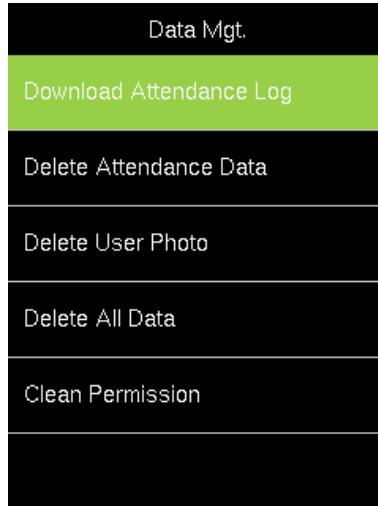 Data Mgt.
Download Attendance Log
Delete Attendance Data
Delete User Photo
Delete All Data
Clean Permission